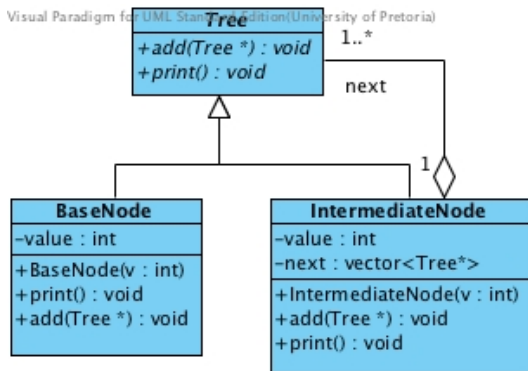 Visual Paradigm for UML Standard Edition(University of Pretoria)
Tree
+add(Tree *) : void
+print() : void
1..*
next
1
BaseNode
-value : int
+BaseNode(v : int)
+print() : void
+add(Tree *) : void
IntermediateNode
-value : int
-next : vector<Tree*>
+IntermediateNode(v : int)
+add(Tree *) : void
+print() : void